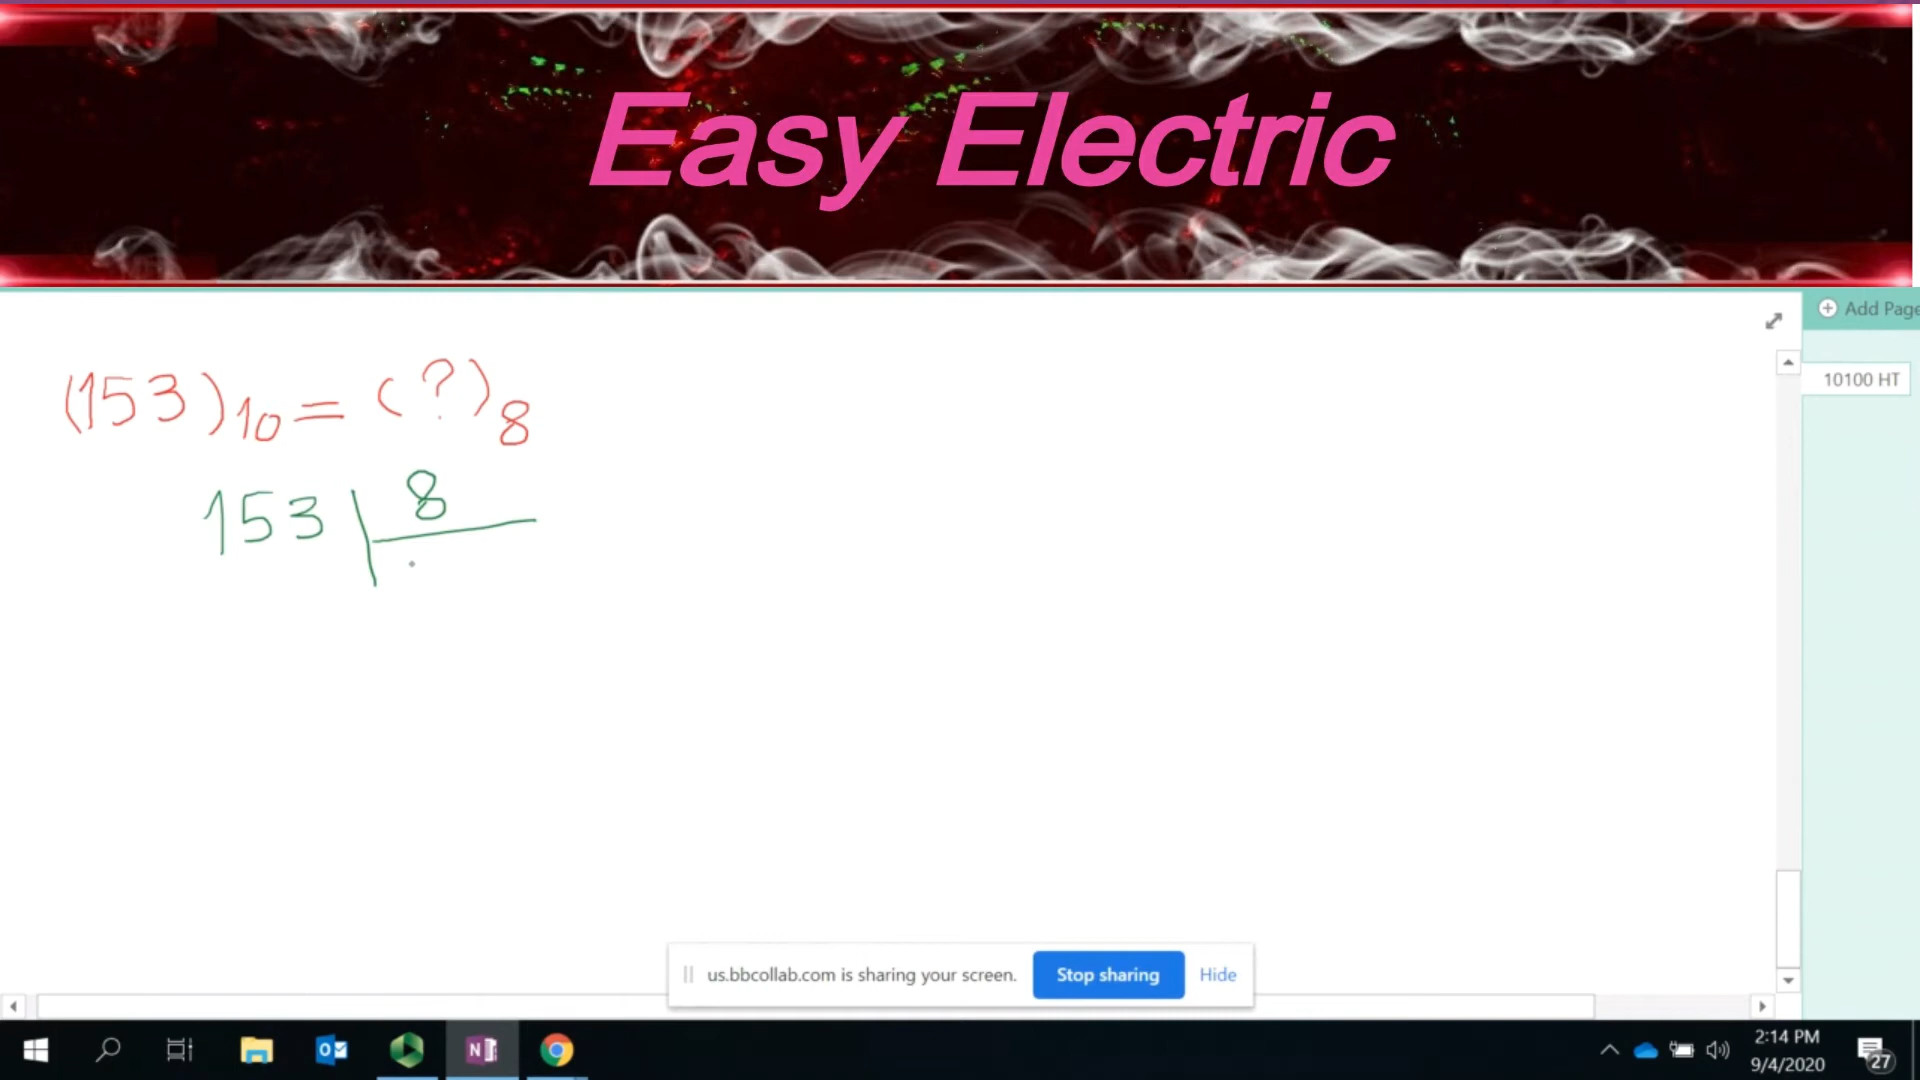 Easy Electric
Add Page
10100 HT
(153)₁₀ = (?)₈
153 | 8
us.bbcollab.com is sharing your screen. Stop sharing Hide
2:14 PM
9/4/2020
27